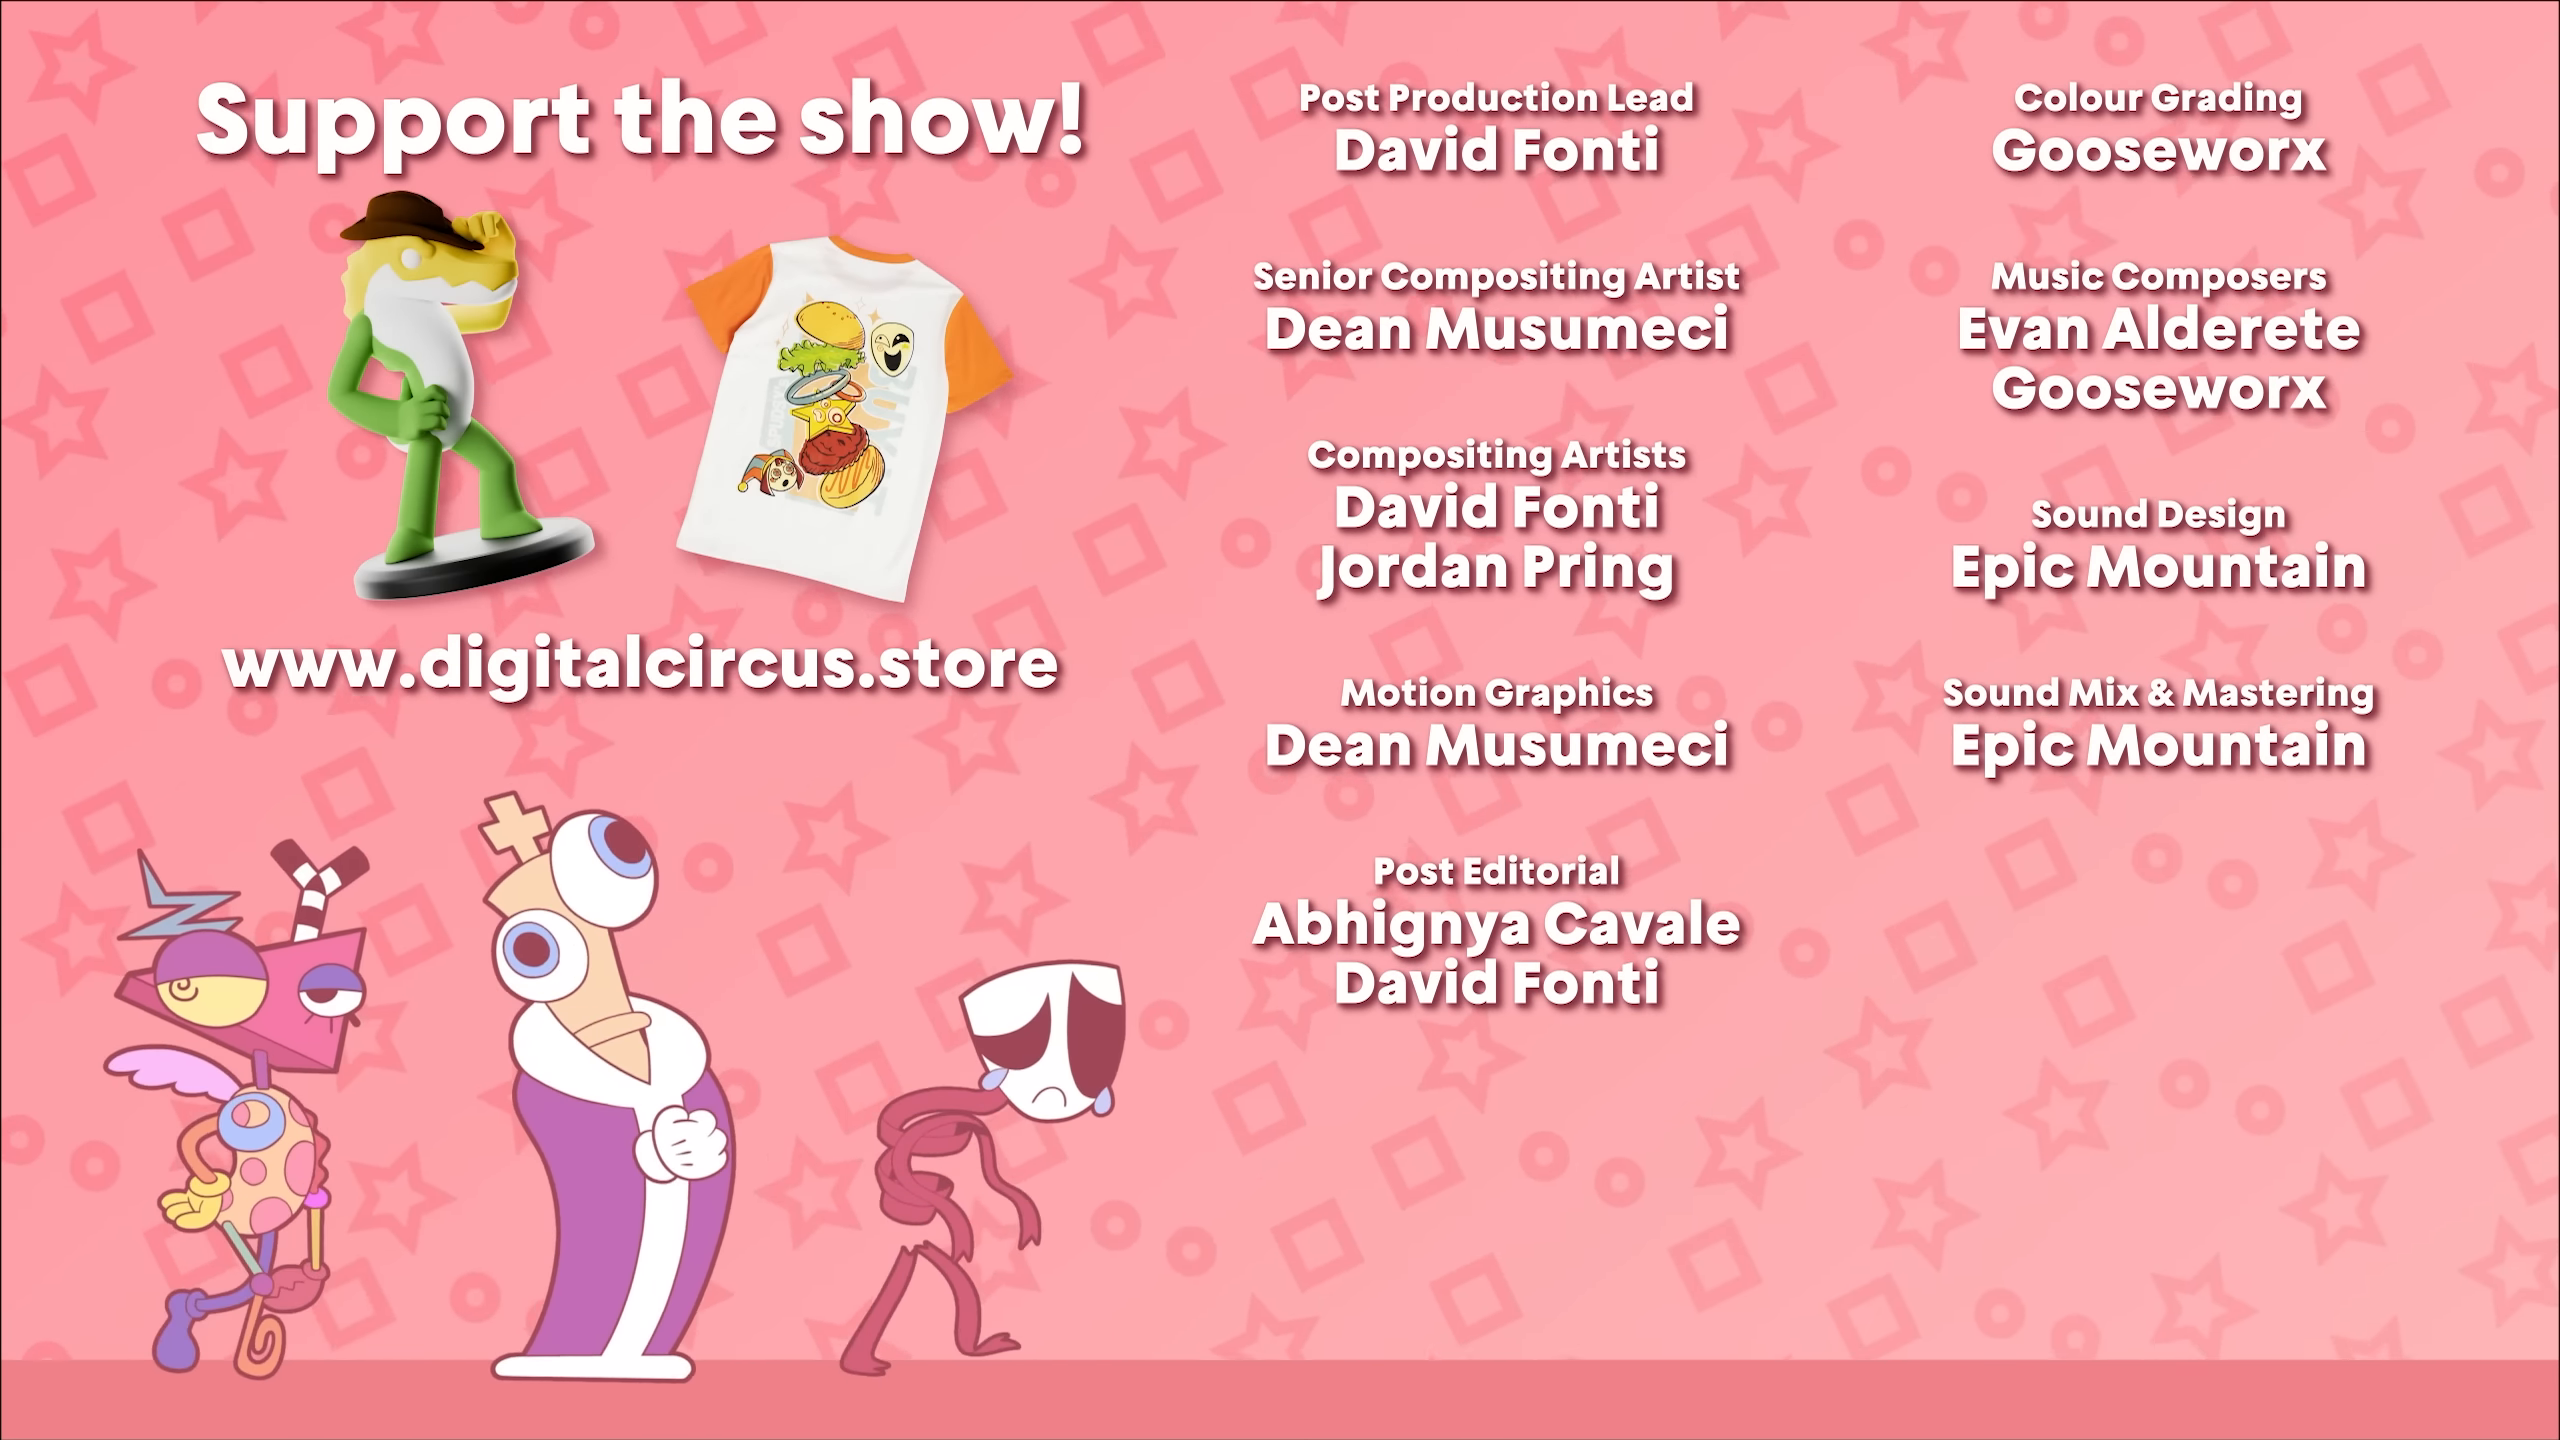 Support the show!
www.digitalcircus.store
Post Production Lead
David Fonti
Senior Compositing Artist
Dean Musumeci
Compositing Artists
David Fonti
Jordan Pring
Motion Graphics
Dean Musumeci
Post Editorial
Abhignya Cavale
David Fonti
Colour Grading
Gooseworx
Music Composers
Evan Alderete
Gooseworx
Sound Design
Epic Mountain
Sound Mix & Mastering
Epic Mountain